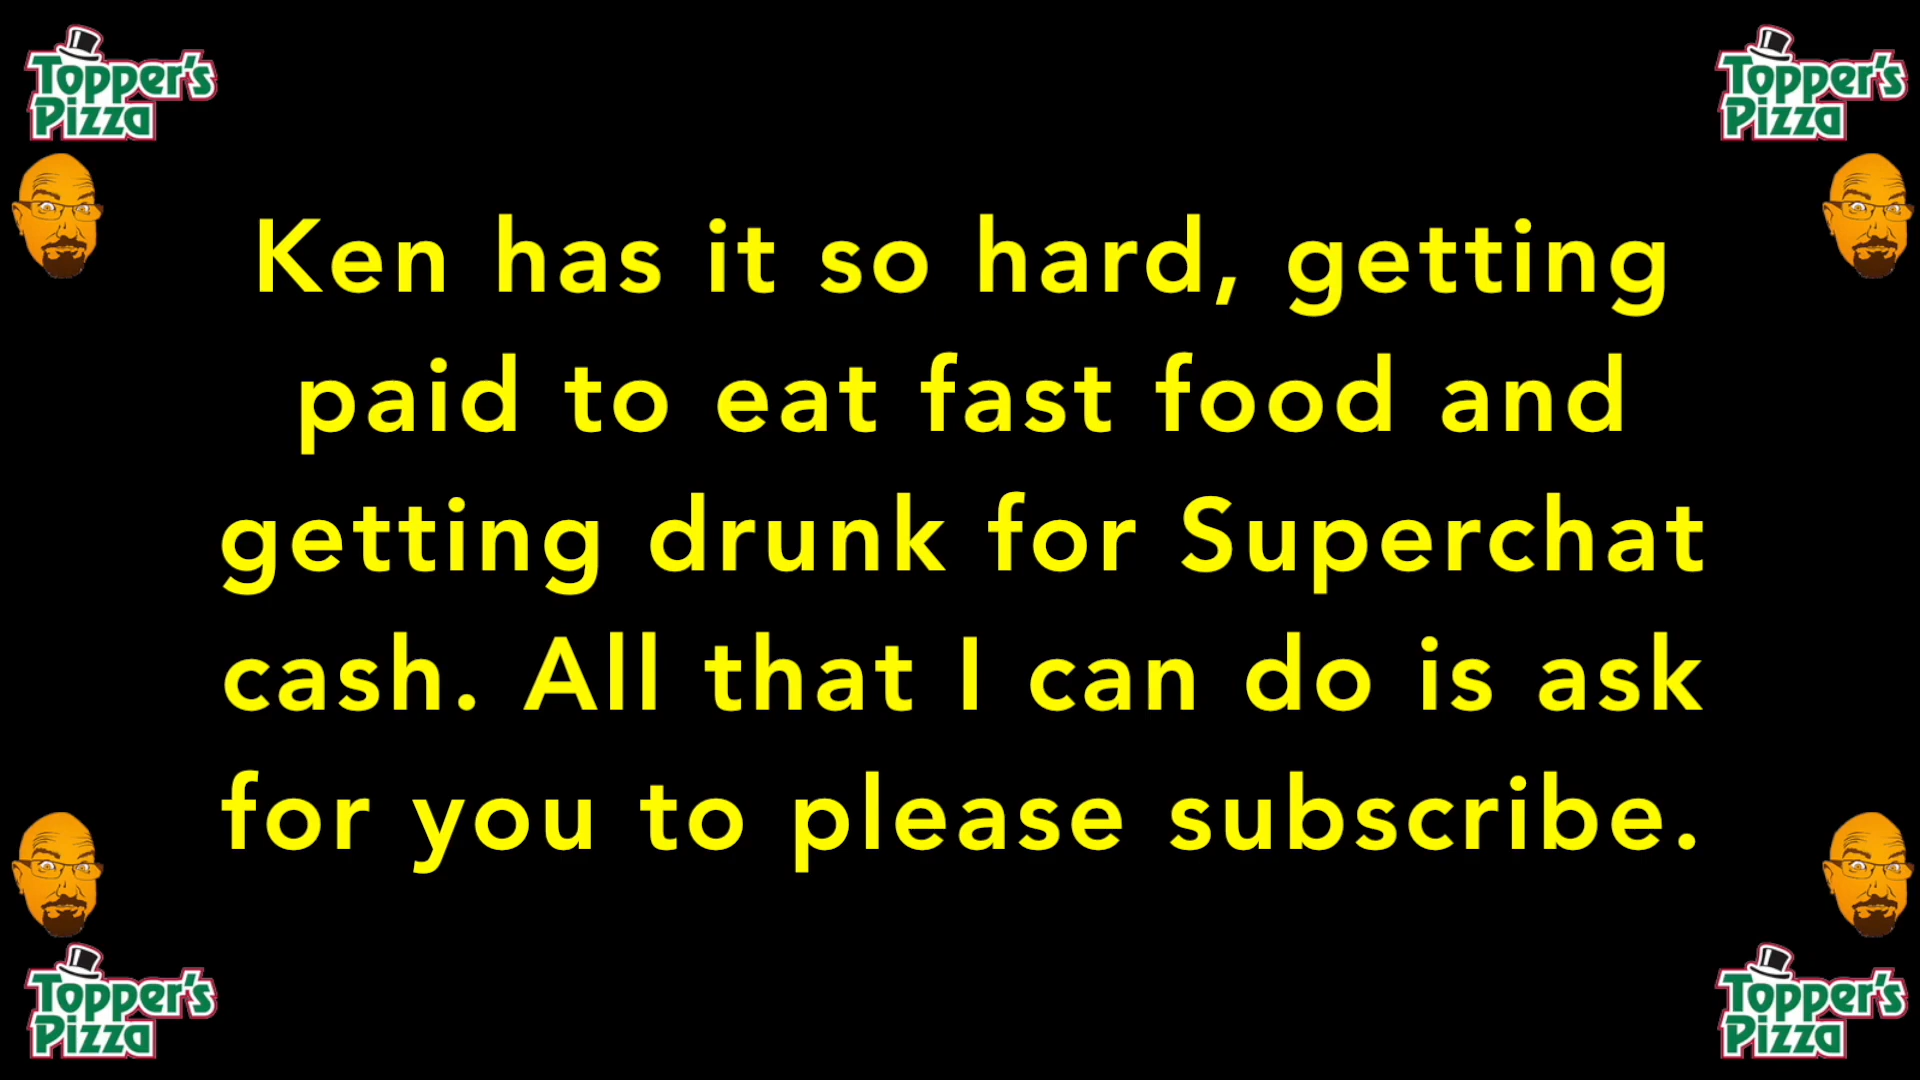 Topper's
Pizza
Topper's
Pizza
Ken has it so hard, getting
paid to eat fast food and
getting drunk for Superchat
cash. All that I can do is ask
for you to please subscribe.
Topper's
Pizza
Topper's
Pizza